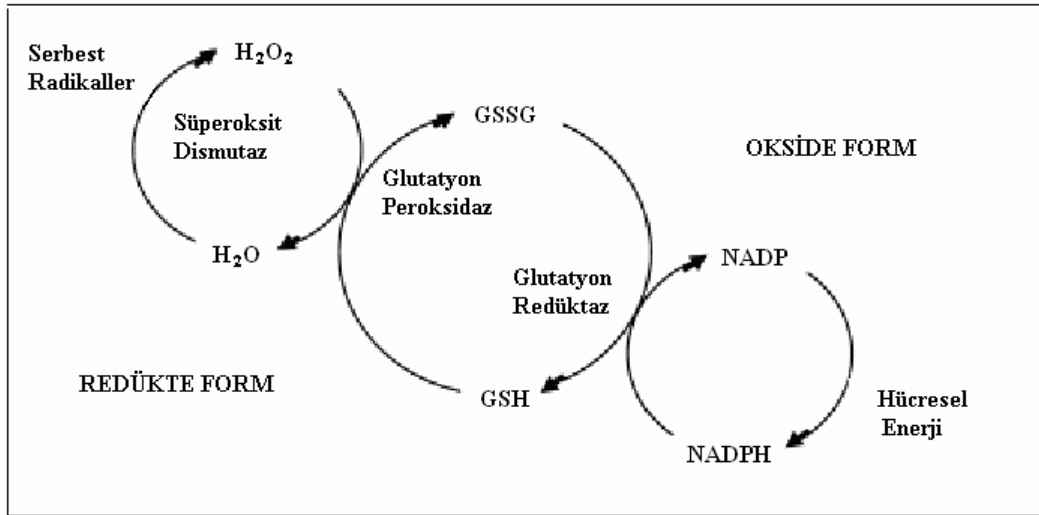 Serbest
Radikaller
H₂O₂
Süperoksit
Dismutaz
GSSG
OKSİDE FORM
Glutatyon
Peroksidaz
H₂O
NADP
Glutatyon
Redüktaz
REDÜKTE FORM
GSH
Hücresel
Enerji
NADPH